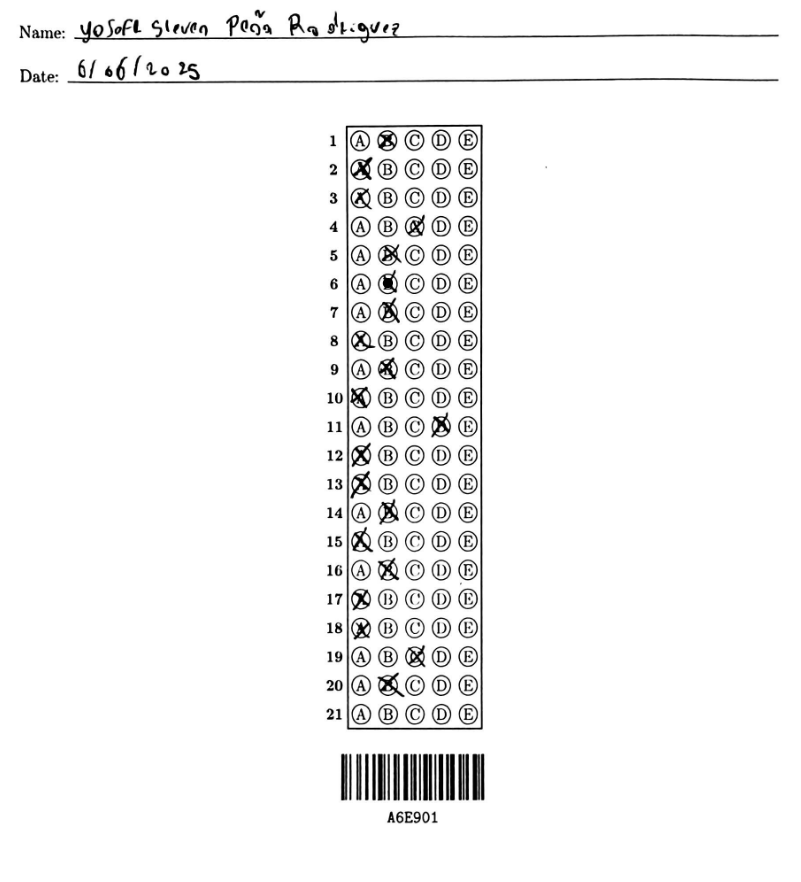 Name: Yosofl Steven Peña Rodriguez
Date: 6/06/2025
1 A B C D E
2 A B C D E
3 A B C D E
4 A B C D E
5 A B C D E
6 A C D E
7 A B C D E
8 A B C D E
9 A B C D E
10 A B C D E
11 A B C D E
12 A B C D E
13 A B C D E
14 A B C D E
15 A B C D E
16 A B C D E
17 A B C D E
18 A B C D E
19 A B C D E
20 A B C D E
21 A B C D E
A6E901